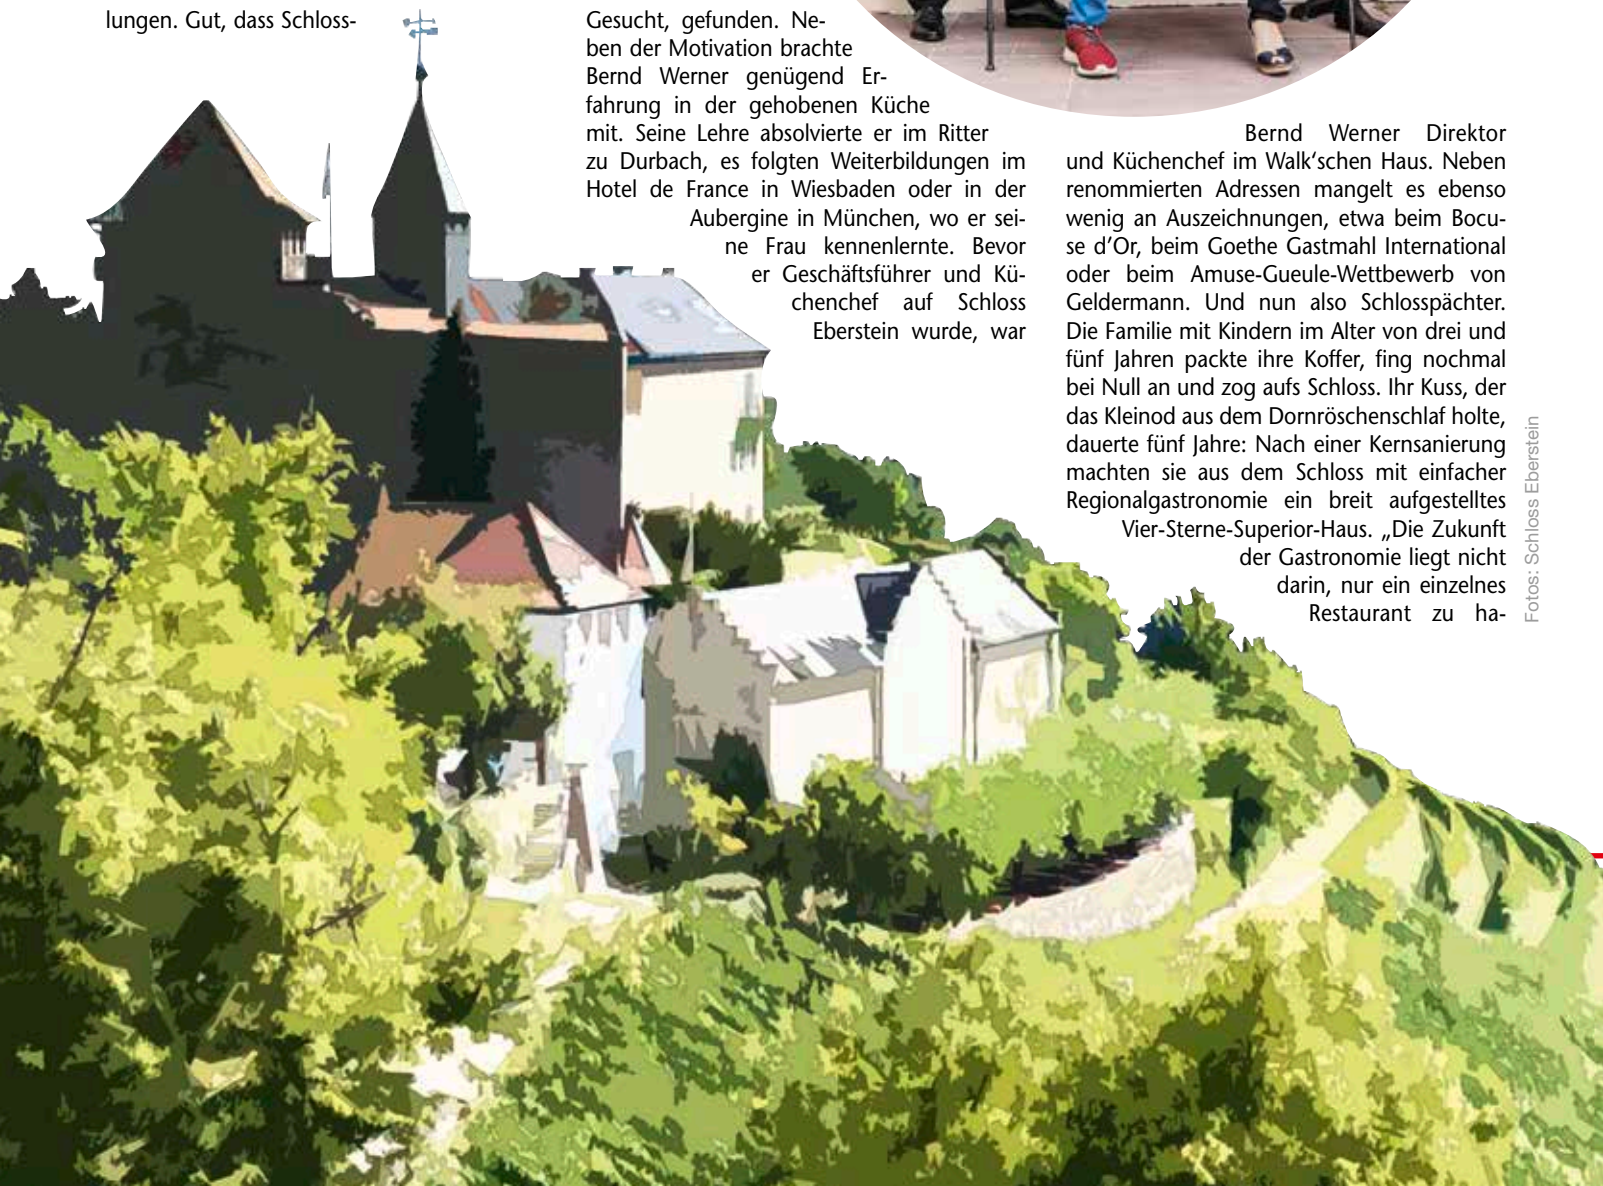 lungen. Gut, dass Schloss-
Gesucht, gefunden. Ne-
ben der Motivation brachte
Bernd Werner genügend Er-
fahrung in der gehobenen Küche
mit. Seine Lehre absolvierte er im Ritter
zu Durbach, es folgten Weiterbildungen im
Hotel de France in Wiesbaden oder in der
Aubergine in München, wo er sei-
ne Frau kennenlernte. Bevor
er Geschäftsführer und Kü-
chenchef auf Schloss
Eberstein wurde, war
Bernd Werner Direktor
und Küchenchef im Walk‘schen Haus. Neben
renommierten Adressen mangelt es ebenso
wenig an Auszeichnungen, etwa beim Bocu-
se d’Or, beim Goethe Gastmahl International
oder beim Amuse-Gueule-Wettbewerb von
Geldermann. Und nun also Schlosspächter.
Die Familie mit Kindern im Alter von drei und
fünf Jahren packte ihre Koffer, fing nochmal
bei Null an und zog aufs Schloss. Ihr Kuss, der
das Kleinod aus dem Dornröschenschlaf holte,
dauerte fünf Jahre: Nach einer Kernsanierung
machten sie aus dem Schloss mit einfacher
Regionalgastronomie ein breit aufgestelltes
Vier-Sterne-Superior-Haus. „Die Zukunft
der Gastronomie liegt nicht
darin, nur ein einzelnes
Restaurant zu ha-
Fotos: Schloss Eberstein